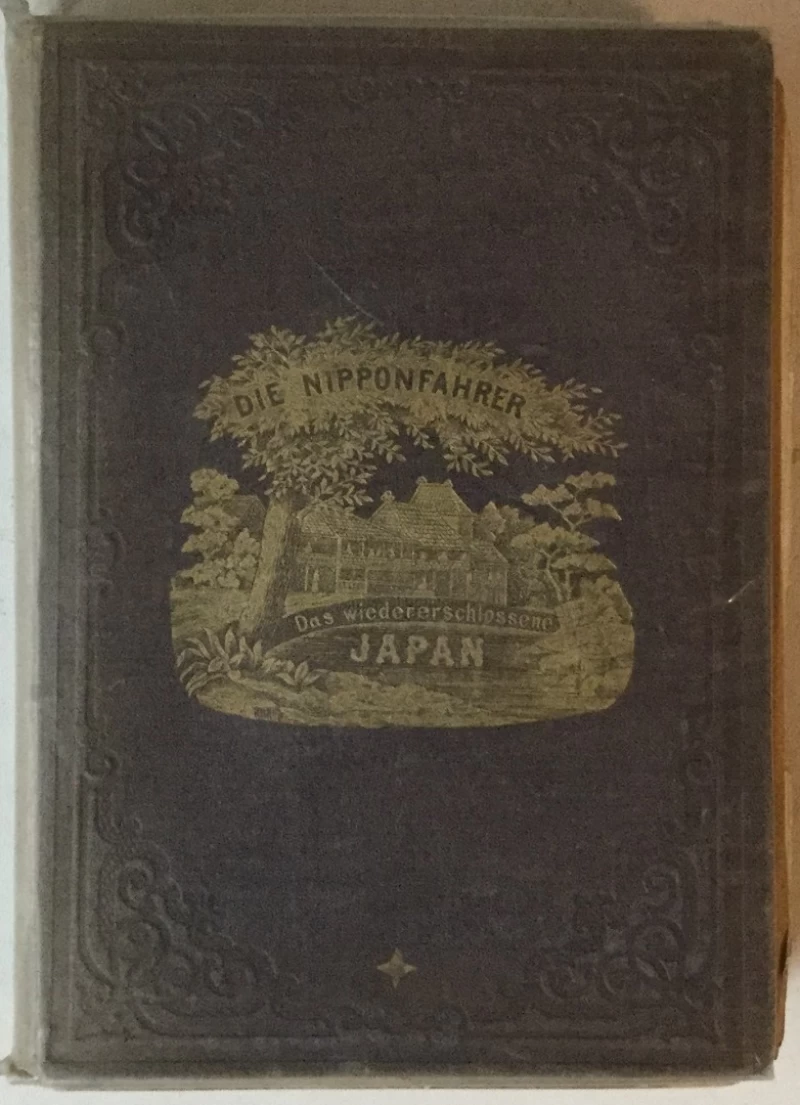 DIE NIPPONFAHRER
Das wiedererschlossene
JAPAN